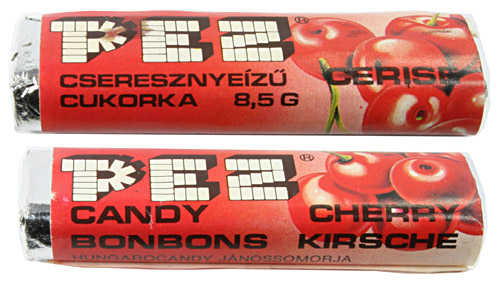 PEZ®
CSERESZNYEÍZŰ CERISE
CUKORKA 8,5 G
PEZ®
CANDY CHERRY
BONBONS KIRSCHE
HUNGAROCANDY JÁNOSSOMORJA